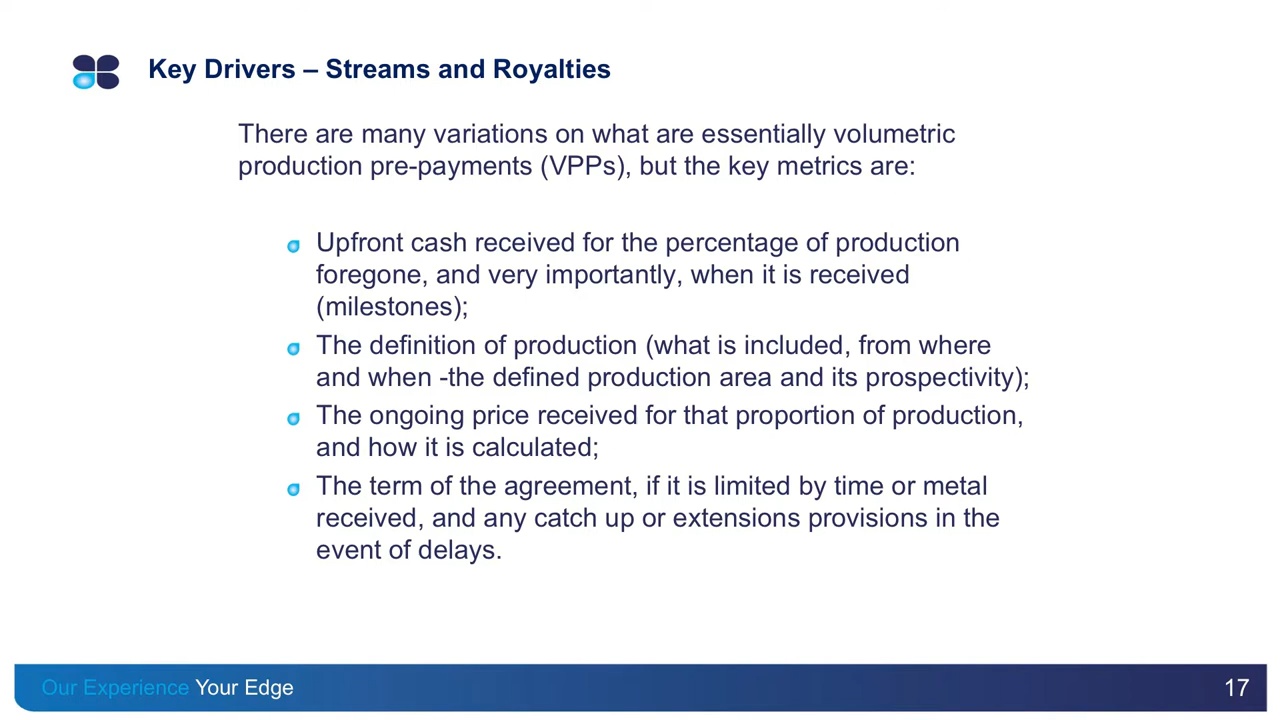 Key Drivers – Streams and Royalties
There are many variations on what are essentially volumetric
production pre-payments (VPPs), but the key metrics are:
Upfront cash received for the percentage of production
foregone, and very importantly, when it is received
(milestones);
The definition of production (what is included, from where
and when -the defined production area and its prospectivity);
The ongoing price received for that proportion of production,
and how it is calculated;
The term of the agreement, if it is limited by time or metal
received, and any catch up or extensions provisions in the
event of delays.
Our Experience Your Edge
17